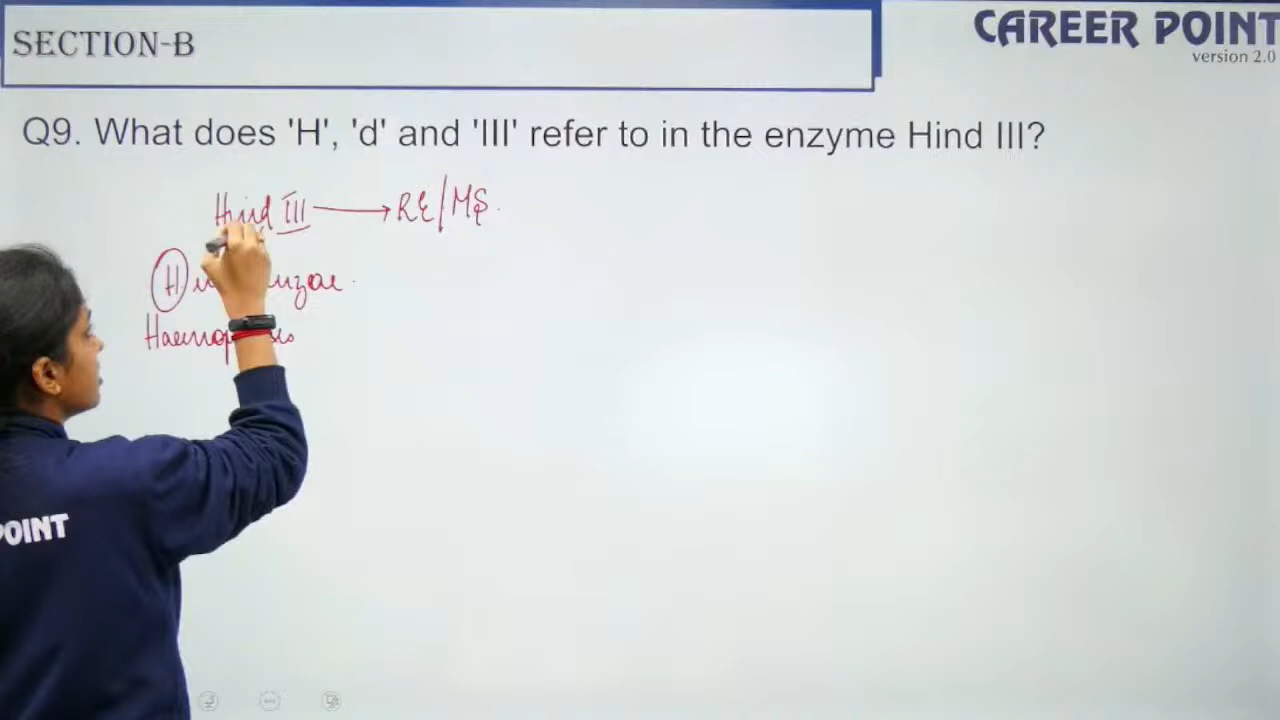 SECTION-B
CAREER POINT
version 2.0
Q9. What does 'H', 'd' and 'III' refer to in the enzyme Hind III?
Hind III → RE/MS.
H
POINT